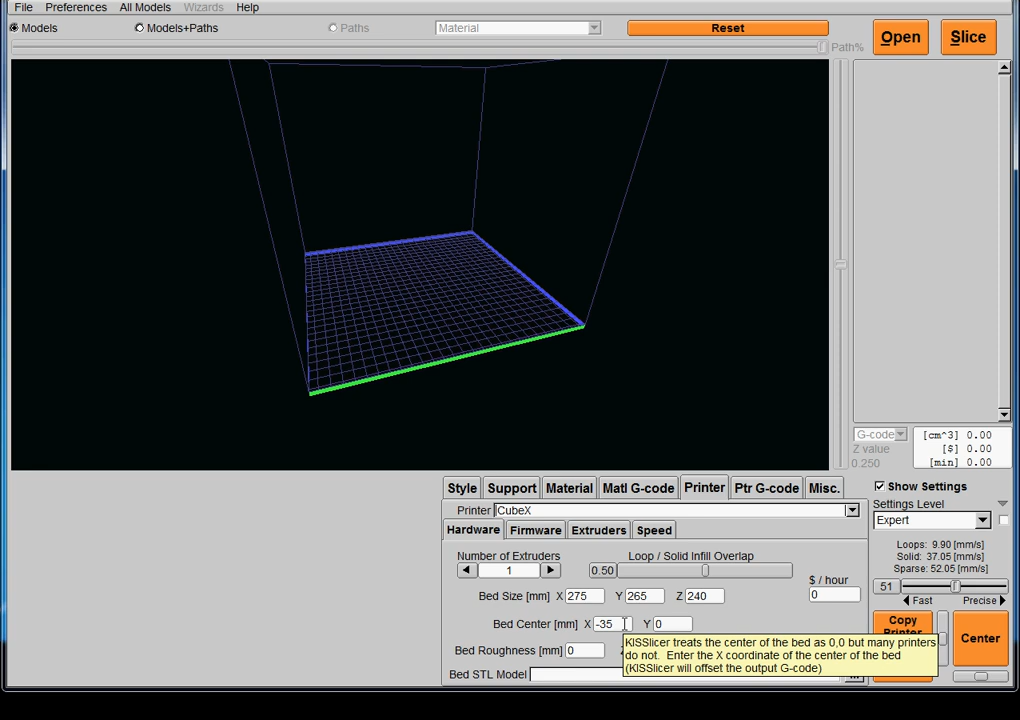 File Preferences All Models Wizards Help
Models Models+Paths Paths Material Reset Open Slice
Path%
G-code [cm^3] 0.00
Z value [$] 0.00
0.250 [min] 0.00
Style Support Material Matl G-code Printer Ptr G-code Misc. Show Settings
Printer CubeX Settings Level
Hardware Firmware Extruders Speed Expert
Number of Extruders Loop / Solid Infill Overlap Loops: 9.90 [mm/s]
1 0.50 Solid: 37.05 [mm/s]
$ / hour Sparse: 52.05 [mm/s]
Bed Size [mm] X 275 Y 265 Z 240 0 51
Fast Precise
Bed Center [mm] X -35 Y 0 Copy
Printer Center
KISSlicer treats the center of the bed as 0,0 but many printers
Bed Roughness [mm] 0 do not. Enter the X coordinate of the center of the bed
(KISSlicer will offset the output G-code)
Bed STL Model ...